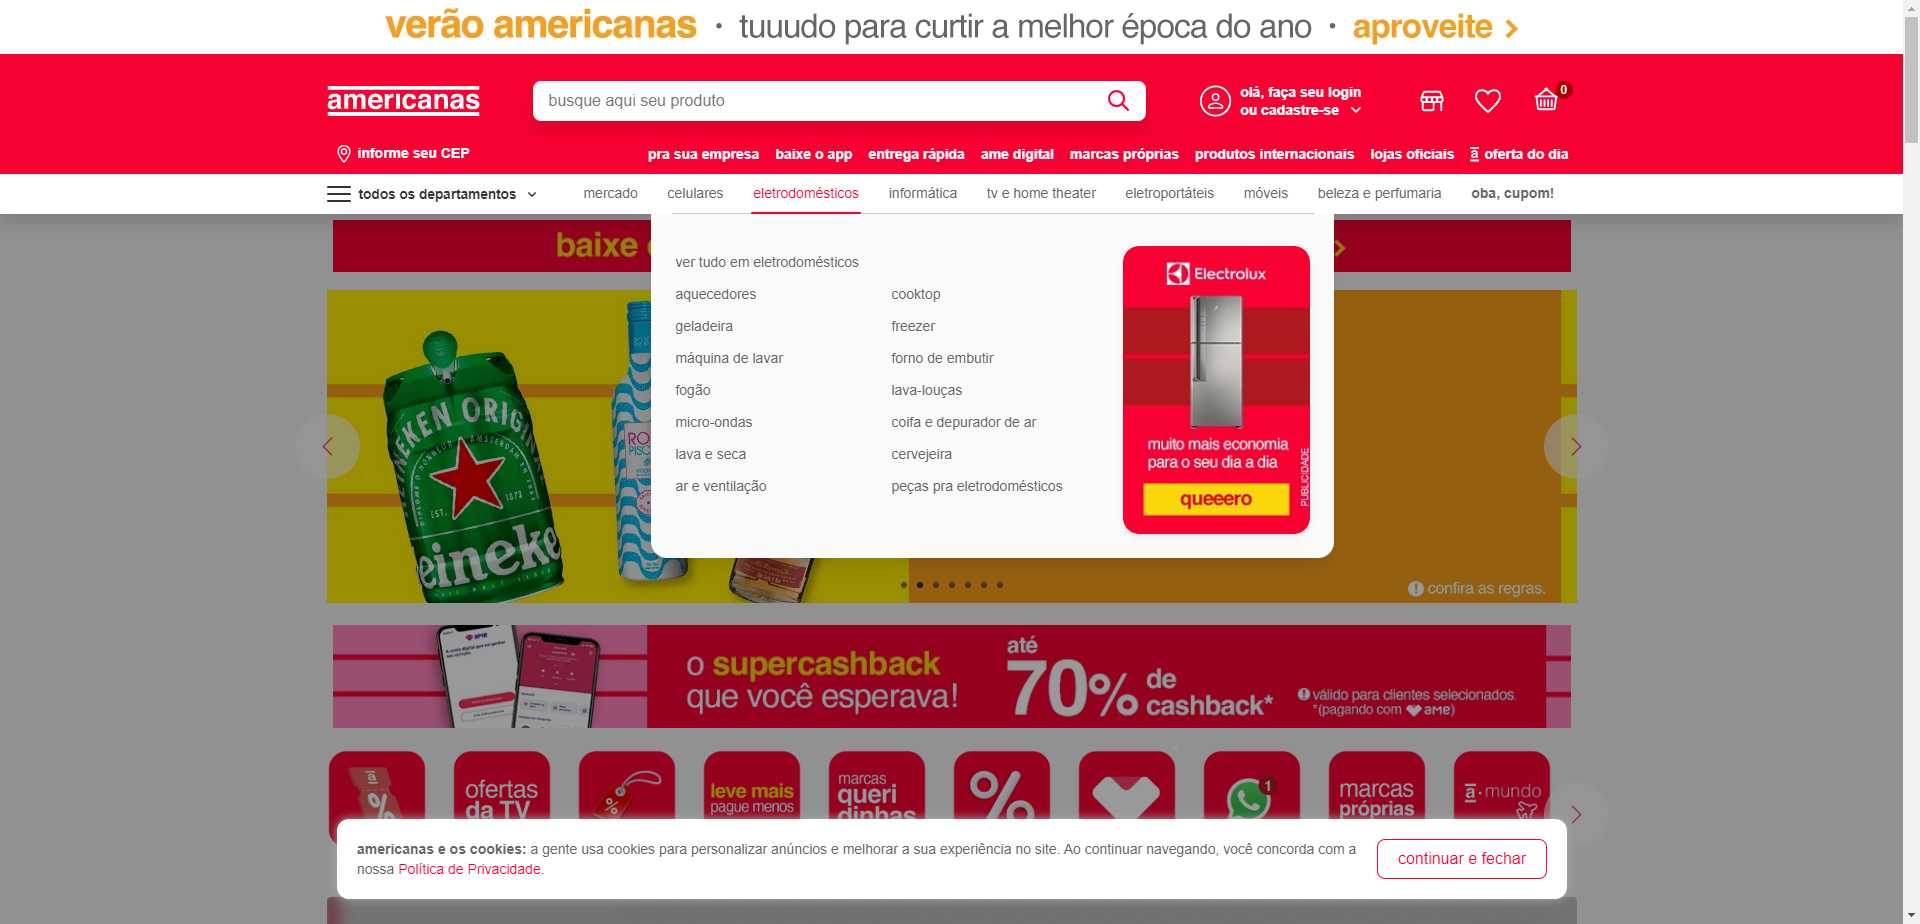 verão americanas · tuuudo para curtir a melhor época do ano · aproveite >
americanas
busque aqui seu produto
olá, faça seu login
ou cadastre-se
0
informe seu CEP
pra sua empresa
baixe o app
entrega rápida
ame digital
marcas próprias
produtos internacionais
lojas oficiais
a oferta do dia
todos os departamentos
mercado
celulares
eletrodomésticos
informática
tv e home theater
eletroportáteis
móveis
beleza e perfumaria
oba, cupom!
baixe
ver tudo em eletrodomésticos
aquecedores
geladeira
máquina de lavar
fogão
micro-ondas
lava e seca
ar e ventilação
cooktop
freezer
forno de embutir
lava-louças
coifa e depurador de ar
cervejeira
peças pra eletrodomésticos
Electrolux
muito mais economia
para o seu dia a dia
queeero
PUBLICIDADE
EST. 1873
confira as regras.
o supercashback
que você esperava!
até
70% de
cashback*
válido para clientes selecionados.
*(pagando com ame)
ofertas
da TV
leve mais
pague menos
marcas
queri
dinhas
1
marcas
próprias
a · mundo
americanas e os cookies: a gente usa cookies para personalizar anúncios e melhorar a sua experiência no site. Ao continuar navegando, você concorda com a
nossa Política de Privacidade.
continuar e fechar